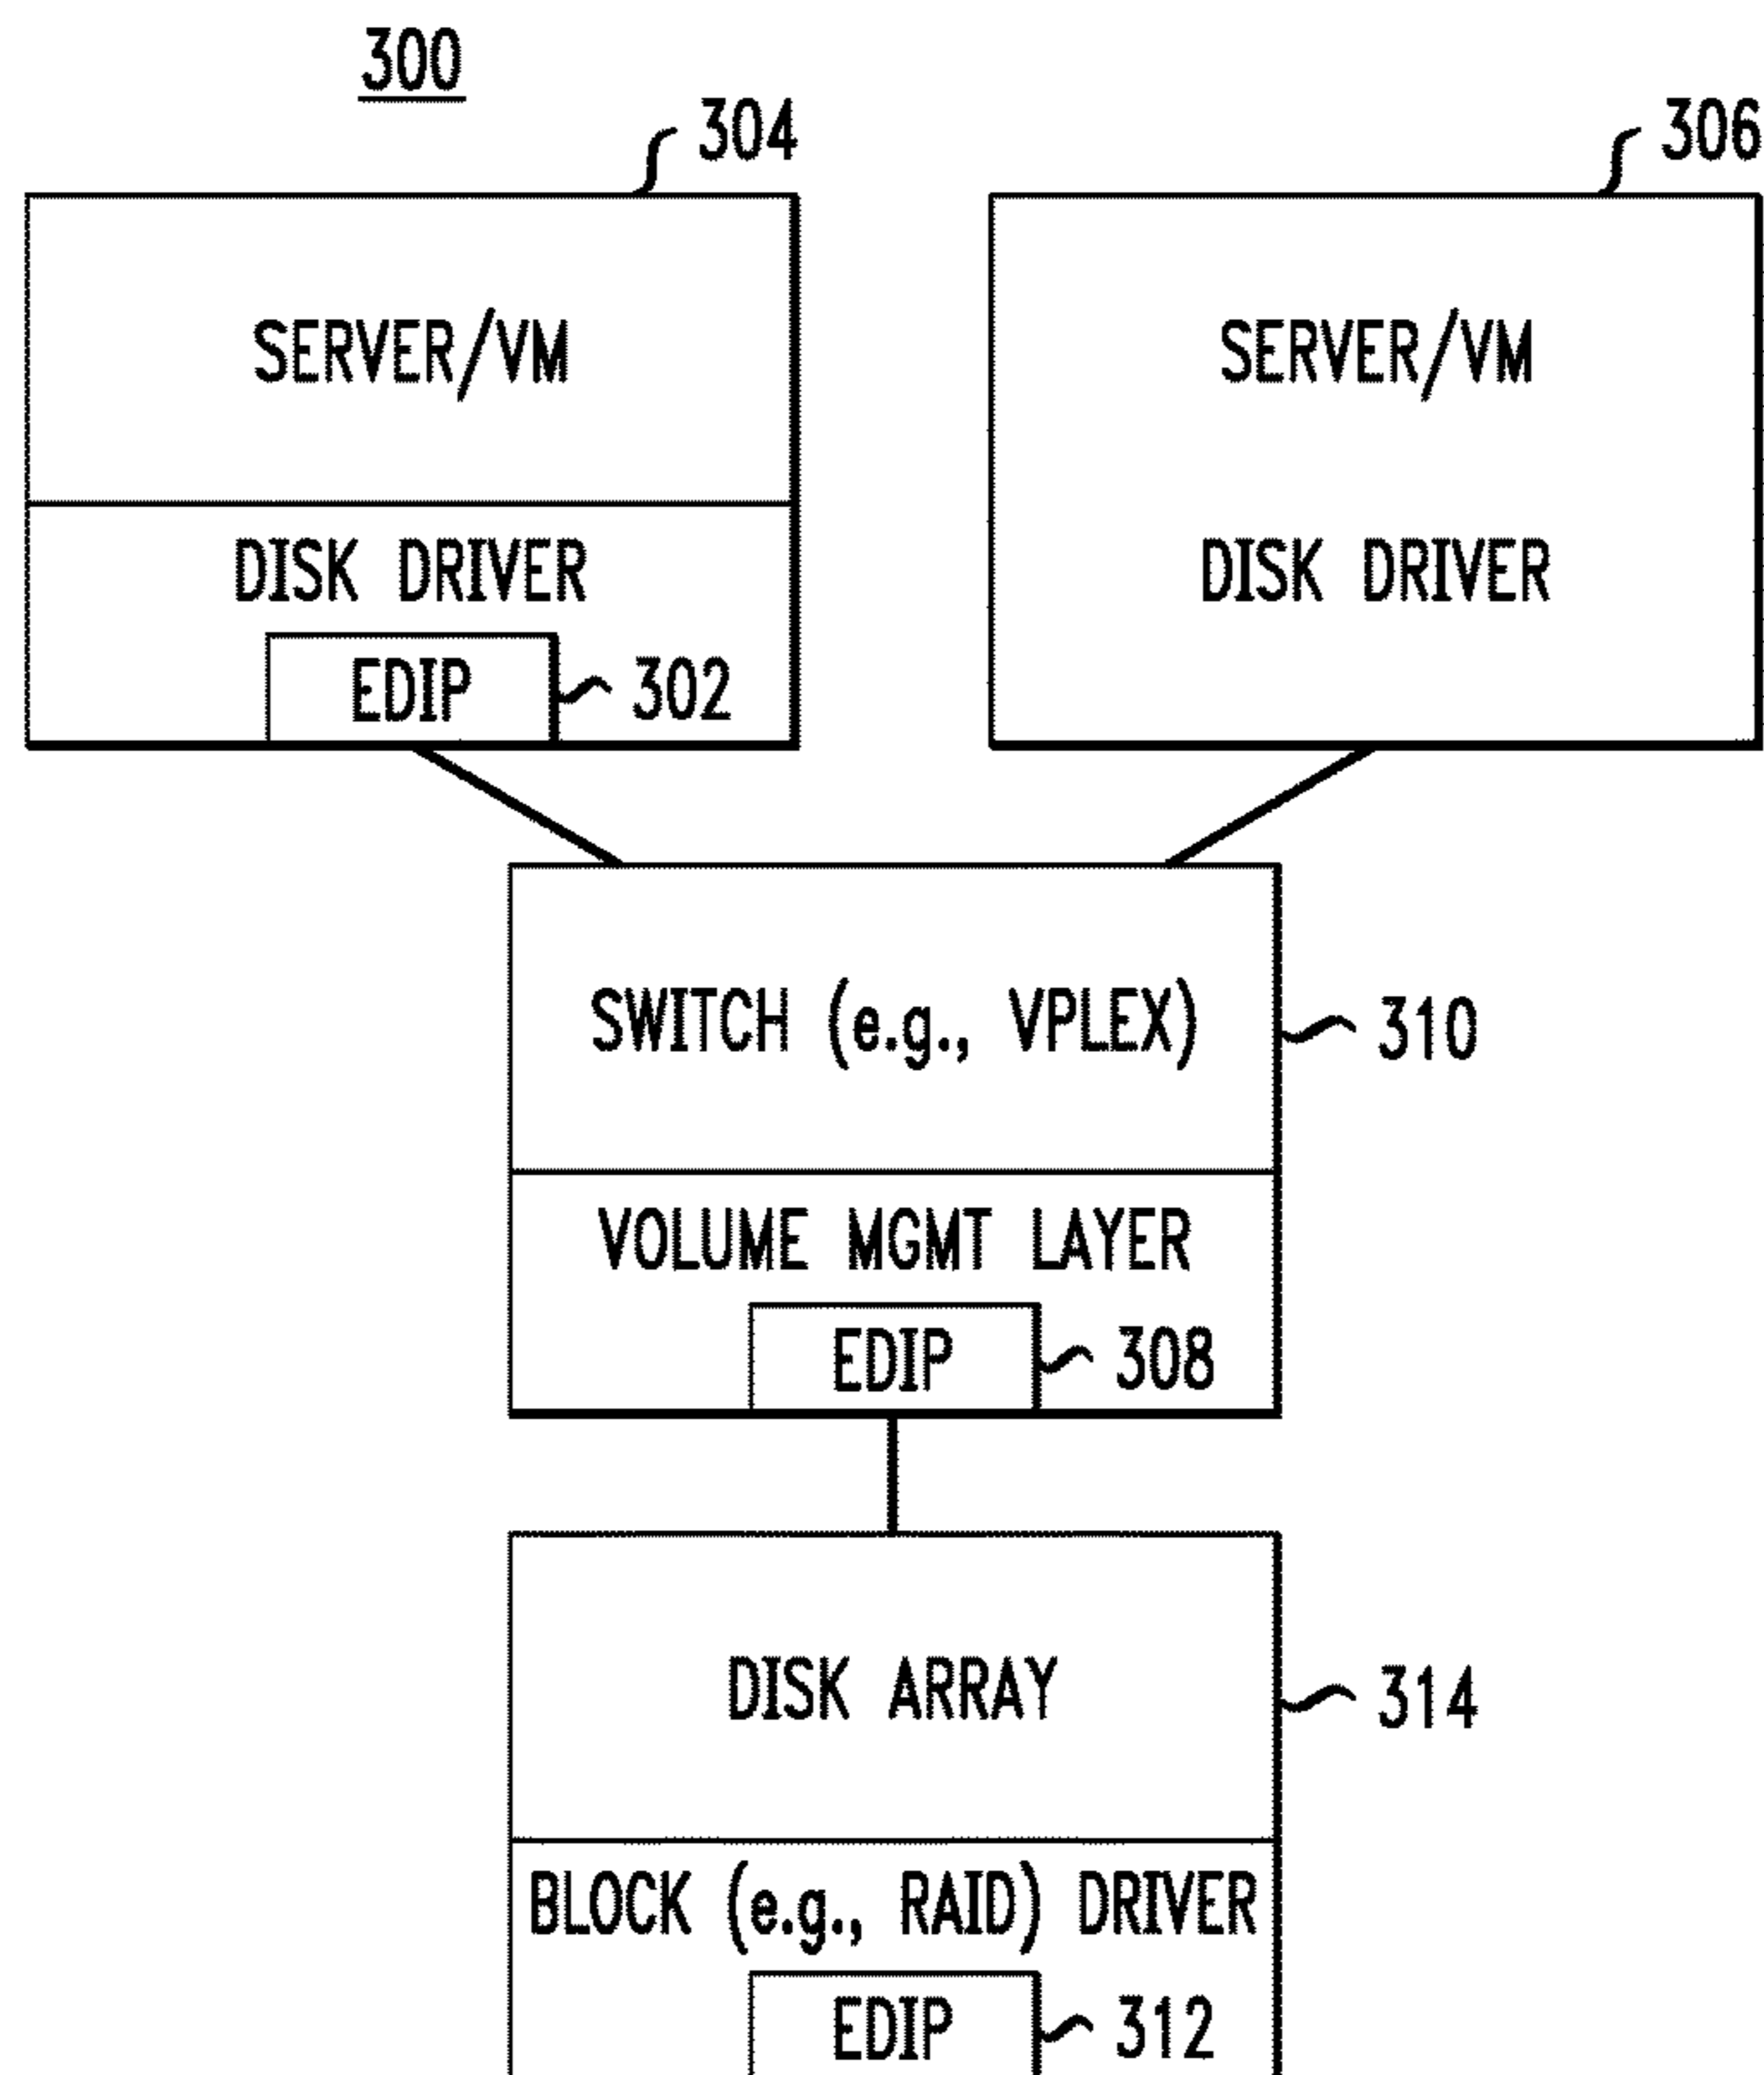 300
304
306
SERVER/VM
SERVER/VM
DISK DRIVER
DISK DRIVER
EDIP
302
SWITCH (e.g., VPLEX)
310
VOLUME MGMT LAYER
EDIP
308
DISK ARRAY
314
BLOCK (e.g., RAID) DRIVER
EDIP
312